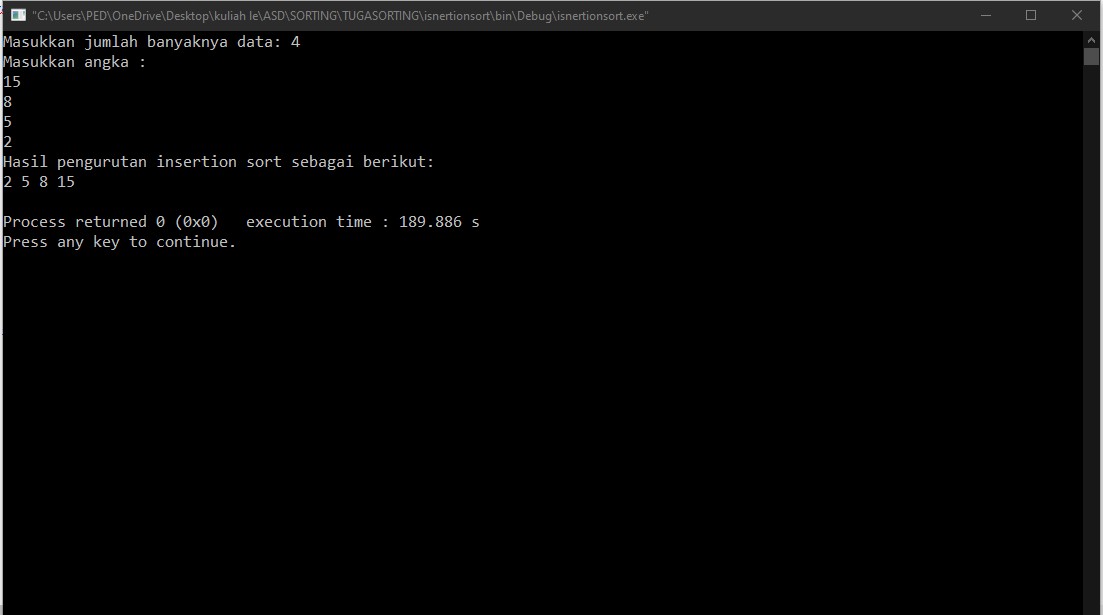 "C:\Users\PED\OneDrive\Desktop\kuliah le\ASD\SORTING\TUGASORTING\isnertionsort\bin\Debug\isnertionsort.exe"
Masukkan jumlah banyaknya data: 4
Masukkan angka :
15
8
5
2
Hasil pengurutan insertion sort sebagai berikut:
2 5 8 15
Process returned 0 (0x0)   execution time : 189.886 s
Press any key to continue.